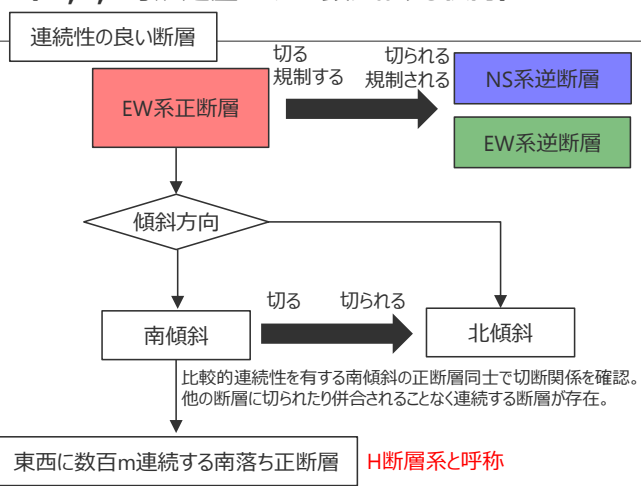 連続性の良い断層
切る 切られる
規制する 規制される
EW系正断層
NS系逆断層
EW系逆断層
傾斜方向
切る 切られる
南傾斜
北傾斜
比較的連続性を有する南傾斜の正断層同士で切断関係を確認。
他の断層に切られたり併合されることなく連続する断層が存在。
東西に数百m連続する南落ち正断層
H断層系と呼称